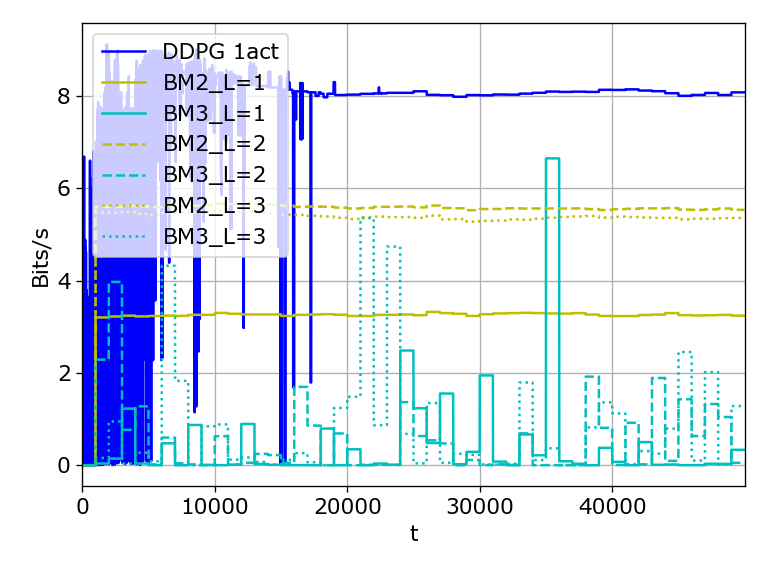 DDPG 1act
BM2_L=1
BM3_L=1
BM2_L=2
BM3_L=2
BM2_L=3
BM3_L=3
Bits/s
8
6
4
2
0
0 10000 20000 30000 40000
t